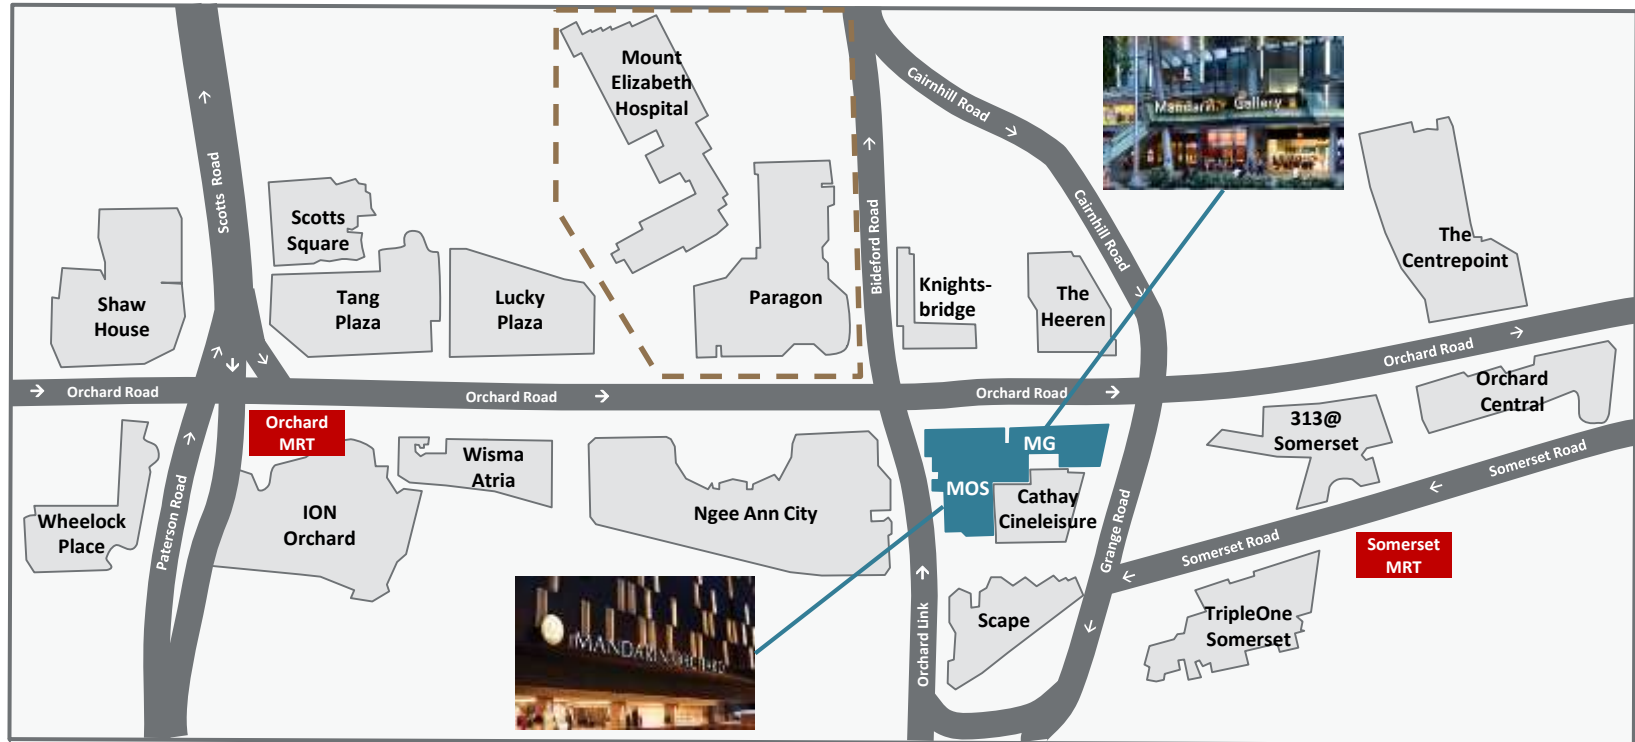 Mount
Elizabeth
Hospital
Cairnhill Road
Mandarin Gallery
Scotts Road
Scotts
Square
Bideford Road
Cairnhill Road
The
Centrepoint
Shaw
House
Tang
Plaza
Lucky
Plaza
Paragon
Knights-
bridge
The
Heeren
Orchard Road
Orchard Road
Orchard Road
Orchard Road
Orchard
MRT
Orchard
Central
313@
Somerset
MG
MOS
Cathay
Cineleisure
Wisma
Atria
Ngee Ann City
ION
Orchard
Wheelock
Place
Paterson Road
Grange Road
Somerset Road
Somerset Road
Somerset
MRT
Orchard Link
Scape
TripleOne
Somerset
MANDARIN ORCHARD